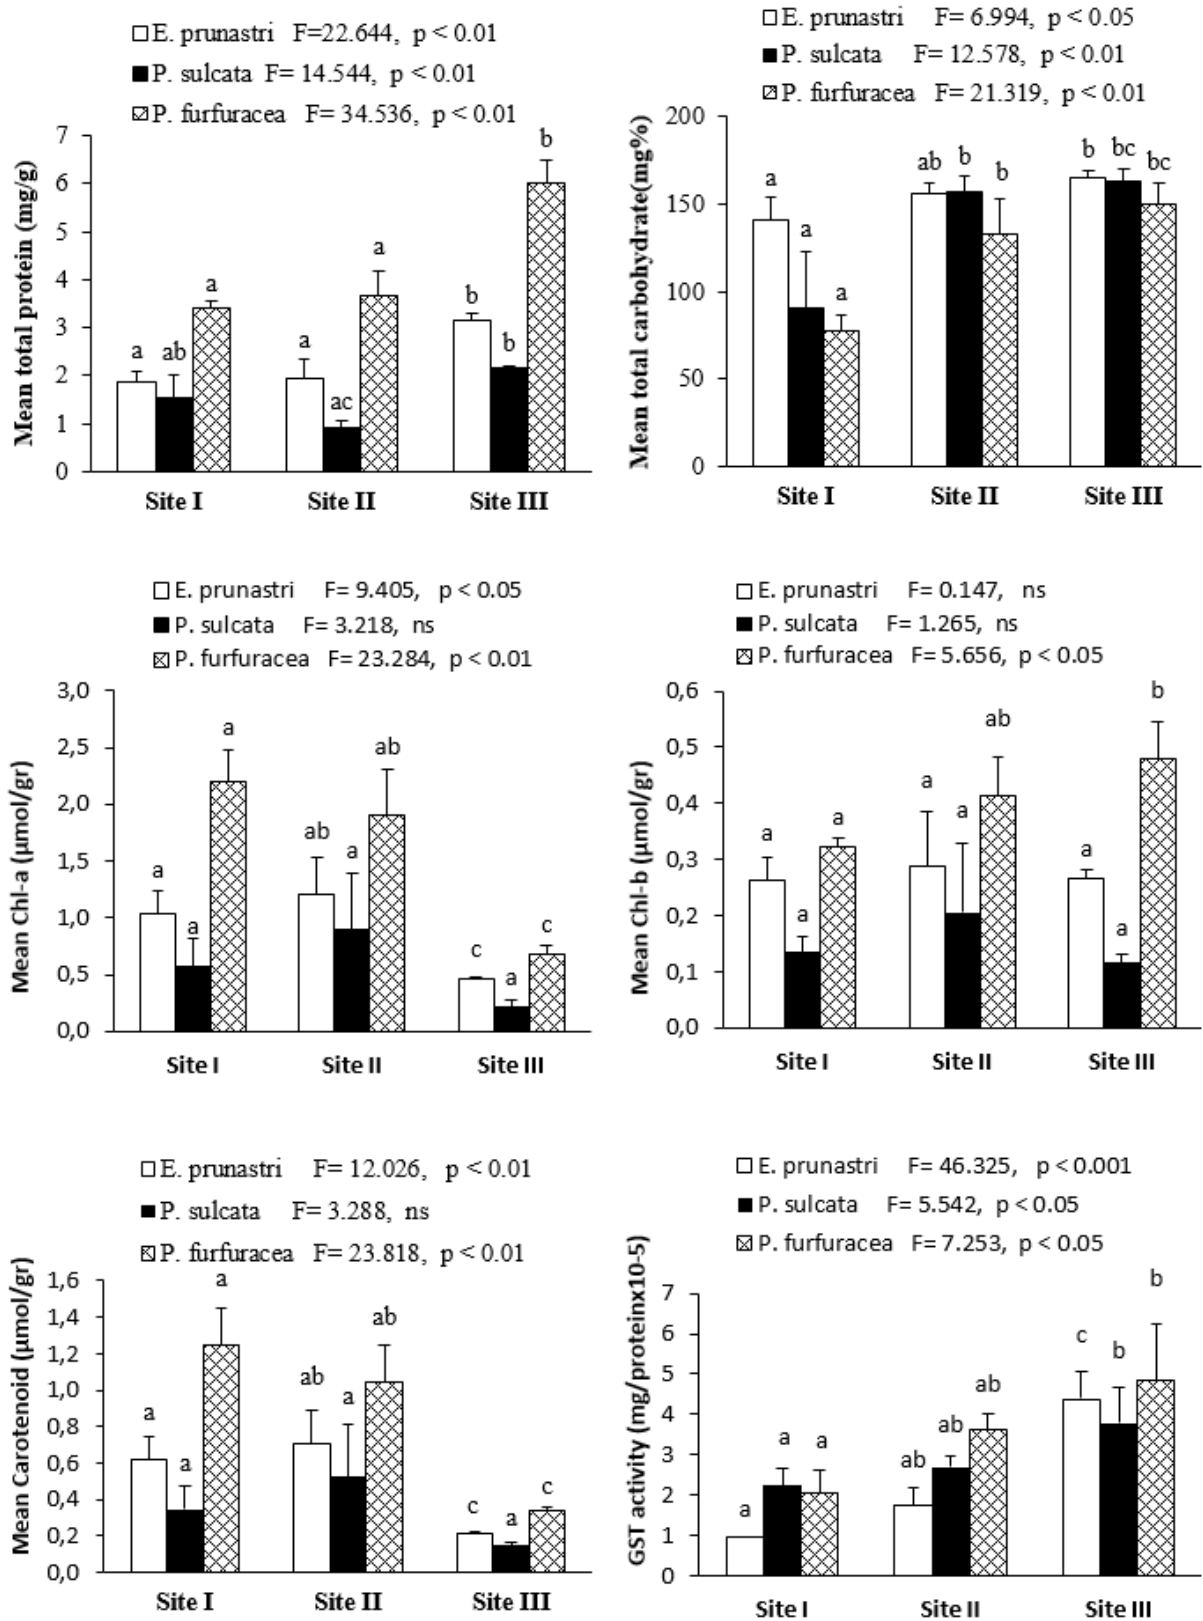 E. prunastri F=22.644, p < 0.01
P. sulcata F= 14.544, p < 0.01
P. furfuracea F= 34.536, p < 0.01
Mean total protein (mg/g)
7
6
5
4
3
2
1
0
a
ab
a
a
ac
a
b
b
b
Site I
Site II
Site III
E. prunastri F= 6.994, p < 0.05
P. sulcata F= 12.578, p < 0.01
P. furfuracea F= 21.319, p < 0.01
Mean total carbohydrate(mg%)
200
150
100
50
0
a
a
a
ab
b
b
b
bc
bc
Site I
Site II
Site III
E. prunastri F= 9.405, p < 0.05
P. sulcata F= 3.218, ns
P. furfuracea F= 23.284, p < 0.01
Mean Chl-a (µmol/gr)
3,0
2,5
2,0
1,5
1,0
0,5
0,0
a
a
a
ab
a
ab
c
a
c
Site I
Site II
Site III
E. prunastri F= 0.147, ns
P. sulcata F= 1.265, ns
P. furfuracea F= 5.656, p < 0.05
Mean Chl-b (µmol/gr)
0,6
0,5
0,4
0,3
0,2
0,1
0,0
a
a
a
a
a
ab
a
a
b
Site I
Site II
Site III
E. prunastri F= 12.026, p < 0.01
P. sulcata F= 3.288, ns
P. furfuracea F= 23.818, p < 0.01
Mean Carotenoid (µmol/gr)
1,6
1,4
1,2
1,0
0,8
0,6
0,4
0,2
0,0
a
a
a
ab
a
ab
c
a
c
Site I
Site II
Site III
E. prunastri F= 46.325, p < 0.001
P. sulcata F= 5.542, p < 0.05
P. furfuracea F= 7.253, p < 0.05
GST activity (mg/proteinx10-5)
7
6
5
4
3
2
1
0
a
a
a
ab
ab
ab
c
b
b
Site I
Site II
Site III